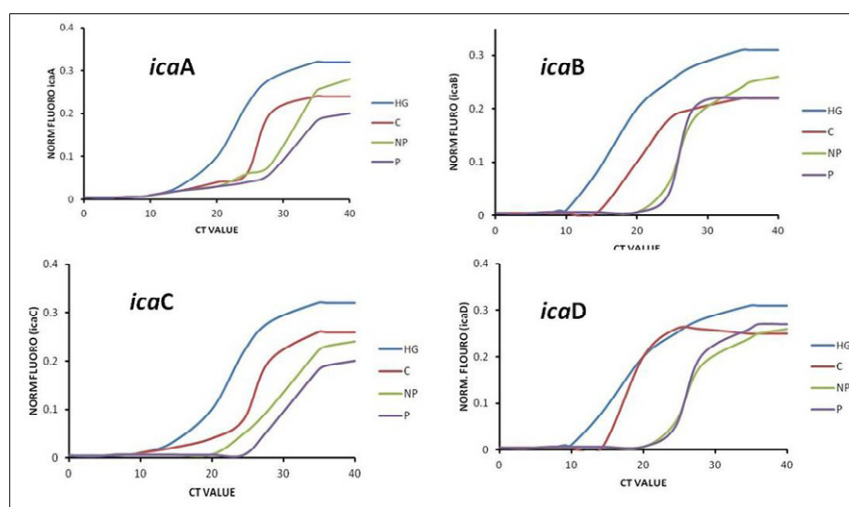 icaA
NORM FLUORO icaA
0.4
0.3
0.2
0.1
0
0 10 20 30 40
CT VALUE
HG
C
NP
P
icaB
NORM FLURO (icaB)
0.3
0.2
0.1
0
0 10 20 30 40
CT VALUE
HG
C
NP
P
icaC
NORM FLUORO (icaC)
0.4
0.3
0.2
0.1
0
0 10 20 30 40
CT VALUE
HG
C
NP
P
icaD
NORM. FLOURO (icaD)
0.4
0.3
0.2
0.1
0
0 10 20 30 40
CT VALUE
HG
C
NP
P